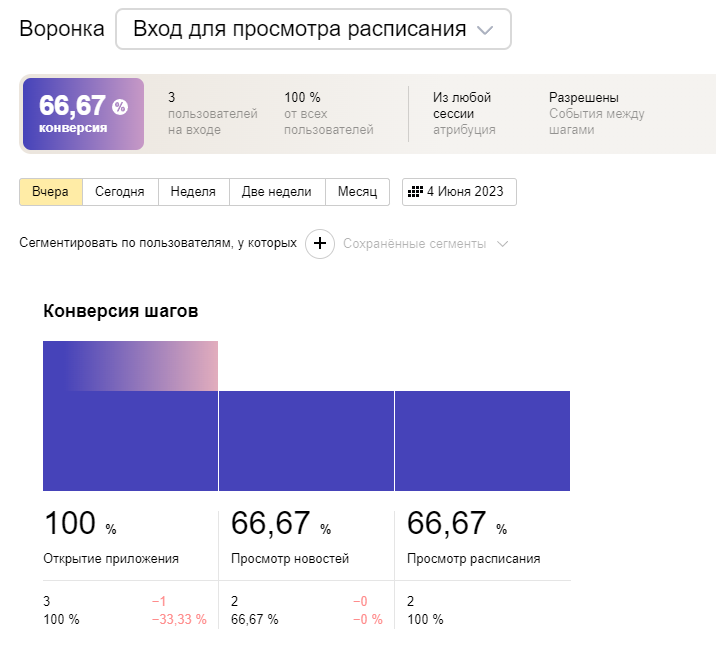 Воронка Вход для просмотра расписания
66,67 %
конверсия
3
пользователей
на входе
100 %
от всех
пользователей
Из любой
сессии
атрибуция
Разрешены
События между
шагами
Вчера Сегодня Неделя Две недели Месяц 4 Июня 2023
Сегментировать по пользователям, у которых + Сохранённые сегменты
Конверсия шагов
100 % 66,67 % 66,67 %
Открытие приложения Просмотр новостей Просмотр расписания
3 −1 2 −0 2
100 % −33,33 % 66,67 % −0 % 100 %